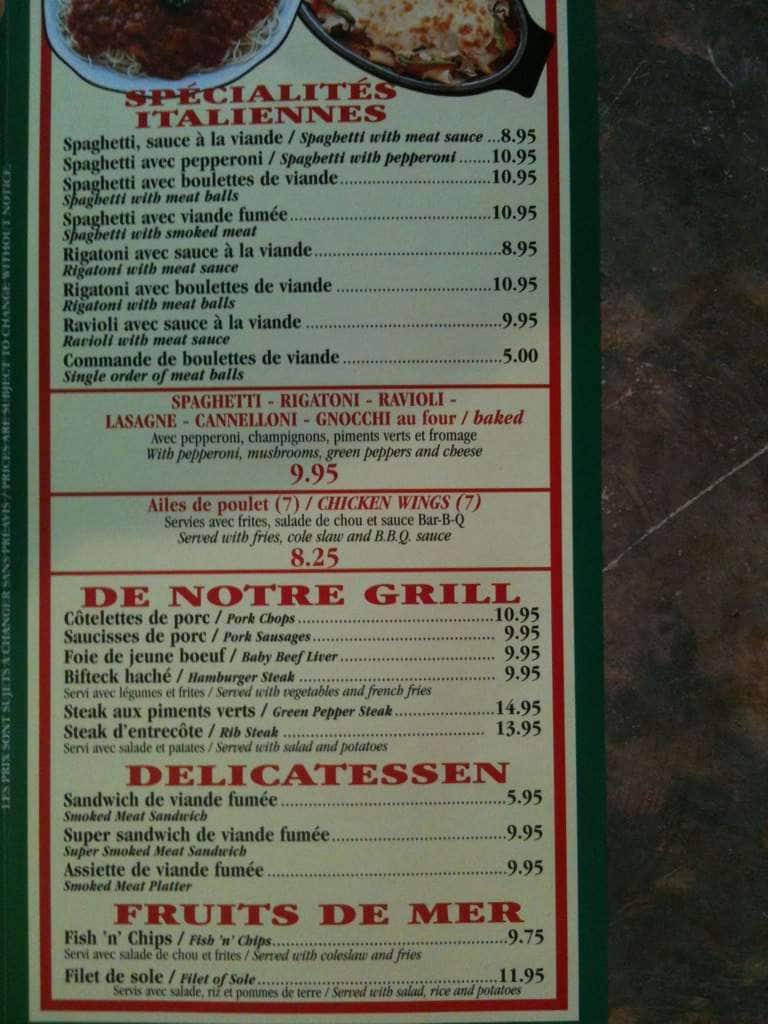 SPÉCIALITÉS
ITALIENNES
Spaghetti, sauce à la viande / Spaghetti with meat sauce ...8.95
Spaghetti avec pepperoni / Spaghetti with pepperoni ......10.95
Spaghetti avec boulettes de viande..............................10.95
Spaghetti with meat balls
Spaghetti avec viande fumée........................................10.95
Spaghetti with smoked meat
Rigatoni avec sauce à la viande.....................................8.95
Rigatoni with meat sauce
Rigatoni avec boulettes de viande ...............................10.95
Rigatoni with meat balls
Ravioli avec sauce à la viande .......................................9.95
Ravioli with meat sauce
Commande de boulettes de viande ................................5.00
Single order of meat balls
SPAGHETTI - RIGATONI - RAVIOLI -
LASAGNE - CANNELLONI - GNOCCHI au four / baked
Avec pepperoni, champignons, piments verts et fromage
With pepperoni, mushrooms, green peppers and cheese
9.95
Ailes de poulet (7) / CHICKEN WINGS (7)
Servies avec frites, salade de chou et sauce Bar-B-Q
Served with fries, cole slaw and B.B.Q. sauce
8.25
DE NOTRE GRILL
Côtelettes de porc / Pork Chops.......................................10.95
Saucisses de porc / Pork Sausages.................................... 9.95
Foie de jeune boeuf / Baby Beef Liver............................... 9.95
Bifteck haché / Hamburger Steak ....................................... 9.95
Servi avec légumes et frites / Served with vegetables and french fries
Steak aux piments verts / Green Pepper Steak....................14.95
Steak d'entrecôte / Rib Steak ......................................... 13.95
Servi avec salade et patates / Served with salad and potatoes
DELICATESSEN
Sandwich de viande fumée.............................................5.95
Smoked Meat Sandwich
Super sandwich de viande fumée...................................9.95
Super Smoked Meat Sandwich
Assiette de viande fumée ................................................9.95
Smoked Meat Platter
FRUITS DE MER
Fish 'n' Chips / Fish 'n' Chips...............................................9.75
Servi avec salade de chou et frites / Served with coleslaw and fries
Filet de sole / Filet of Sole................................................11.95
Servis avec salade, riz et pommes de terre / Served with salad, rice and potatoes
LES PRIX SONT SUJETS A CHANGER SANS PRÉAVIS / PRICES ARE SUBJECT TO CHANGE WITHOUT NOTICE.